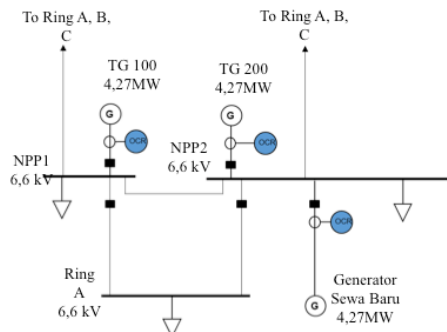 To Ring A, B,
C
To Ring A, B,
C
TG 100
4,27MW
TG 200
4,27MW
G
OCR
G
OCR
NPP1
6,6 kV
NPP2
6,6 kV
OCR
Ring
A
6,6 kV
G
Generator
Sewa Baru
4,27MW